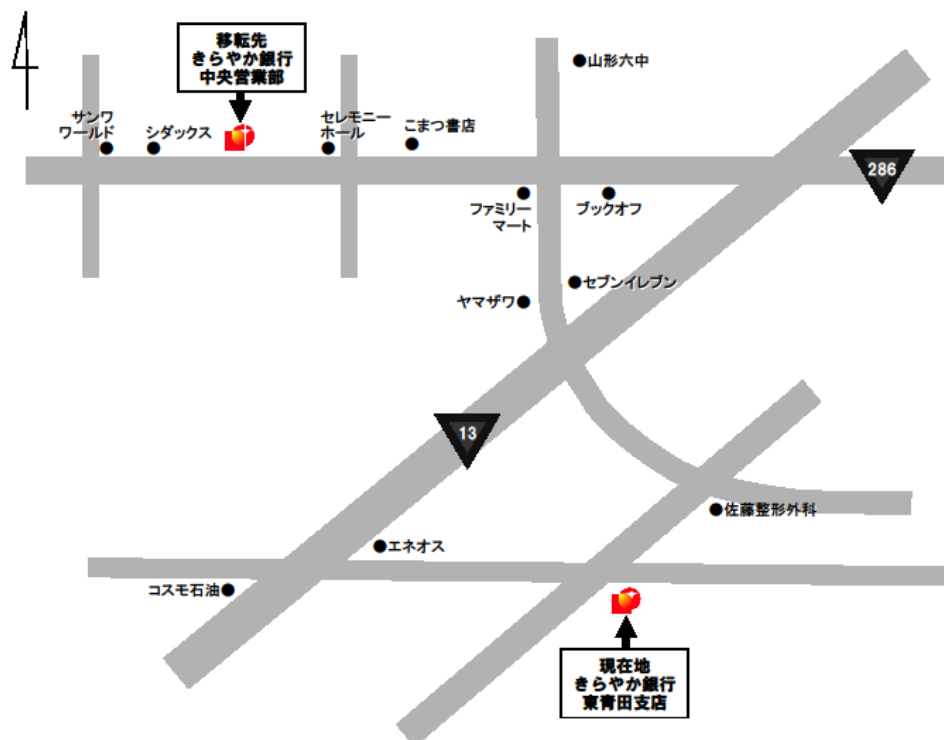 移転先
きらやか銀行
中央営業部
山形六中
サンワ
ワールド
シダックス
セレモニー
ホール
こまつ書店
286
ファミリー
マート
ブックオフ
セブンイレブン
ヤマザワ
13
佐藤整形外科
エネオス
コスモ石油
現在地
きらやか銀行
東青田支店